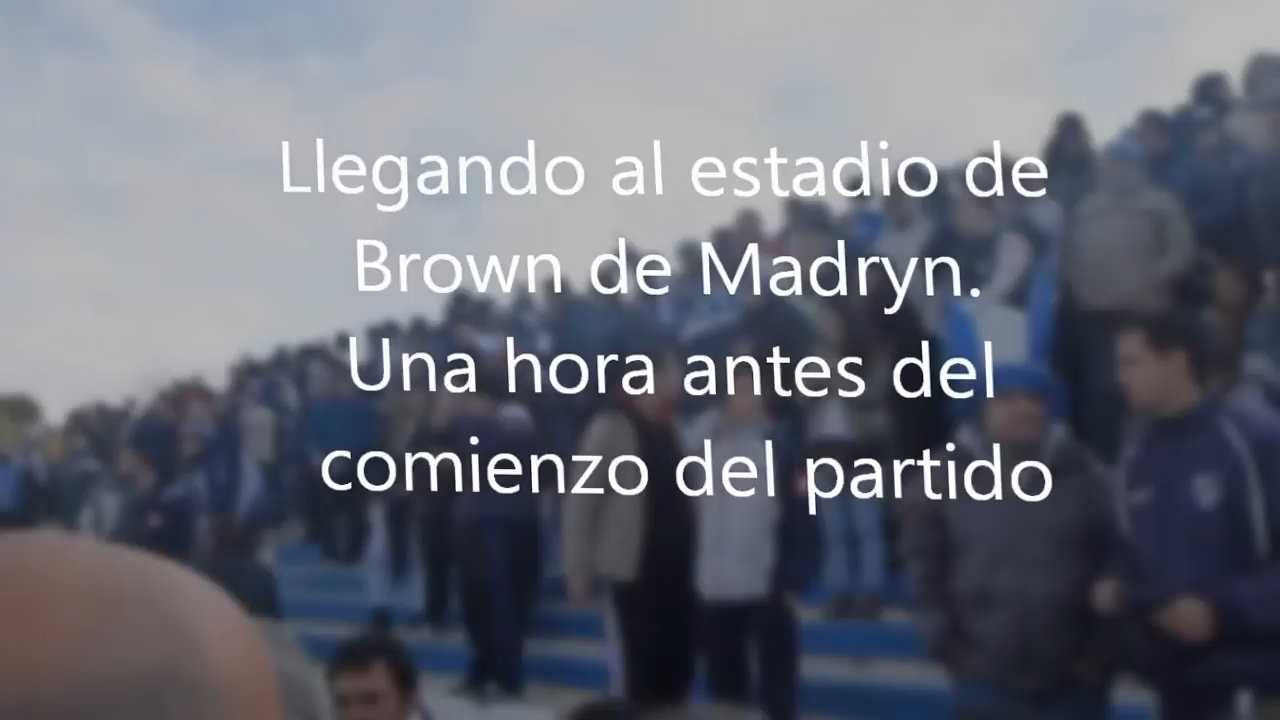 Llegando al estadio de
Brown de Madryn.
Una hora antes del
comienzo del partido